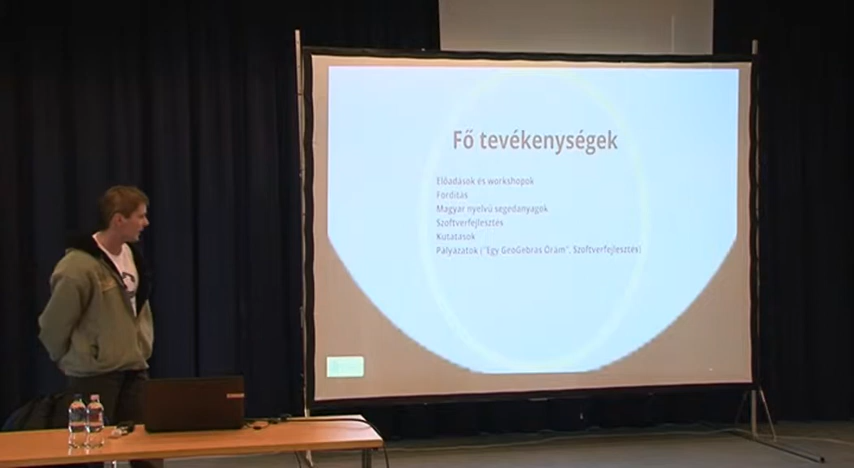 Fő tevékenységek
Előadások és workshopok
Fordítás
Magyar nyelvű segédanyagok
Szoftverfejlesztés
Kutatások
Pályázatok ("Egy GeoGebrás Órám", Szoftverfejlesztés)